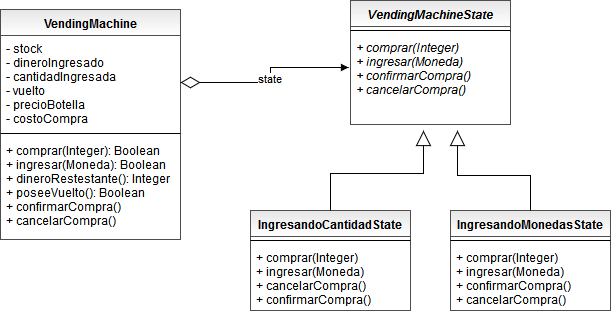 VendingMachine
- stock
- dineroIngresado
- cantidadIngresada
- vuelto
- precioBotella
- costoCompra
+ comprar(Integer): Boolean
+ ingresar(Moneda): Boolean
+ dineroRestestante(): Integer
+ poseeVuelto(): Boolean
+ confirmarCompra()
+ cancelarCompra()
state
VendingMachineState
+ comprar(Integer)
+ ingresar(Moneda)
+ confirmarCompra()
+ cancelarCompra()
IngresandoCantidadState
+ comprar(Integer)
+ ingresar(Moneda)
+ cancelarCompra()
+ confirmarCompra()
IngresandoMonedasState
+ comprar(Integer)
+ ingresar(Moneda)
+ confirmarCompra()
+ cancelarCompra()